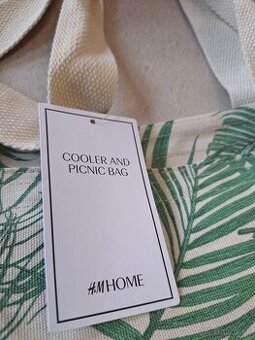 COOLER AND
PICNIC BAG
H&M HOME